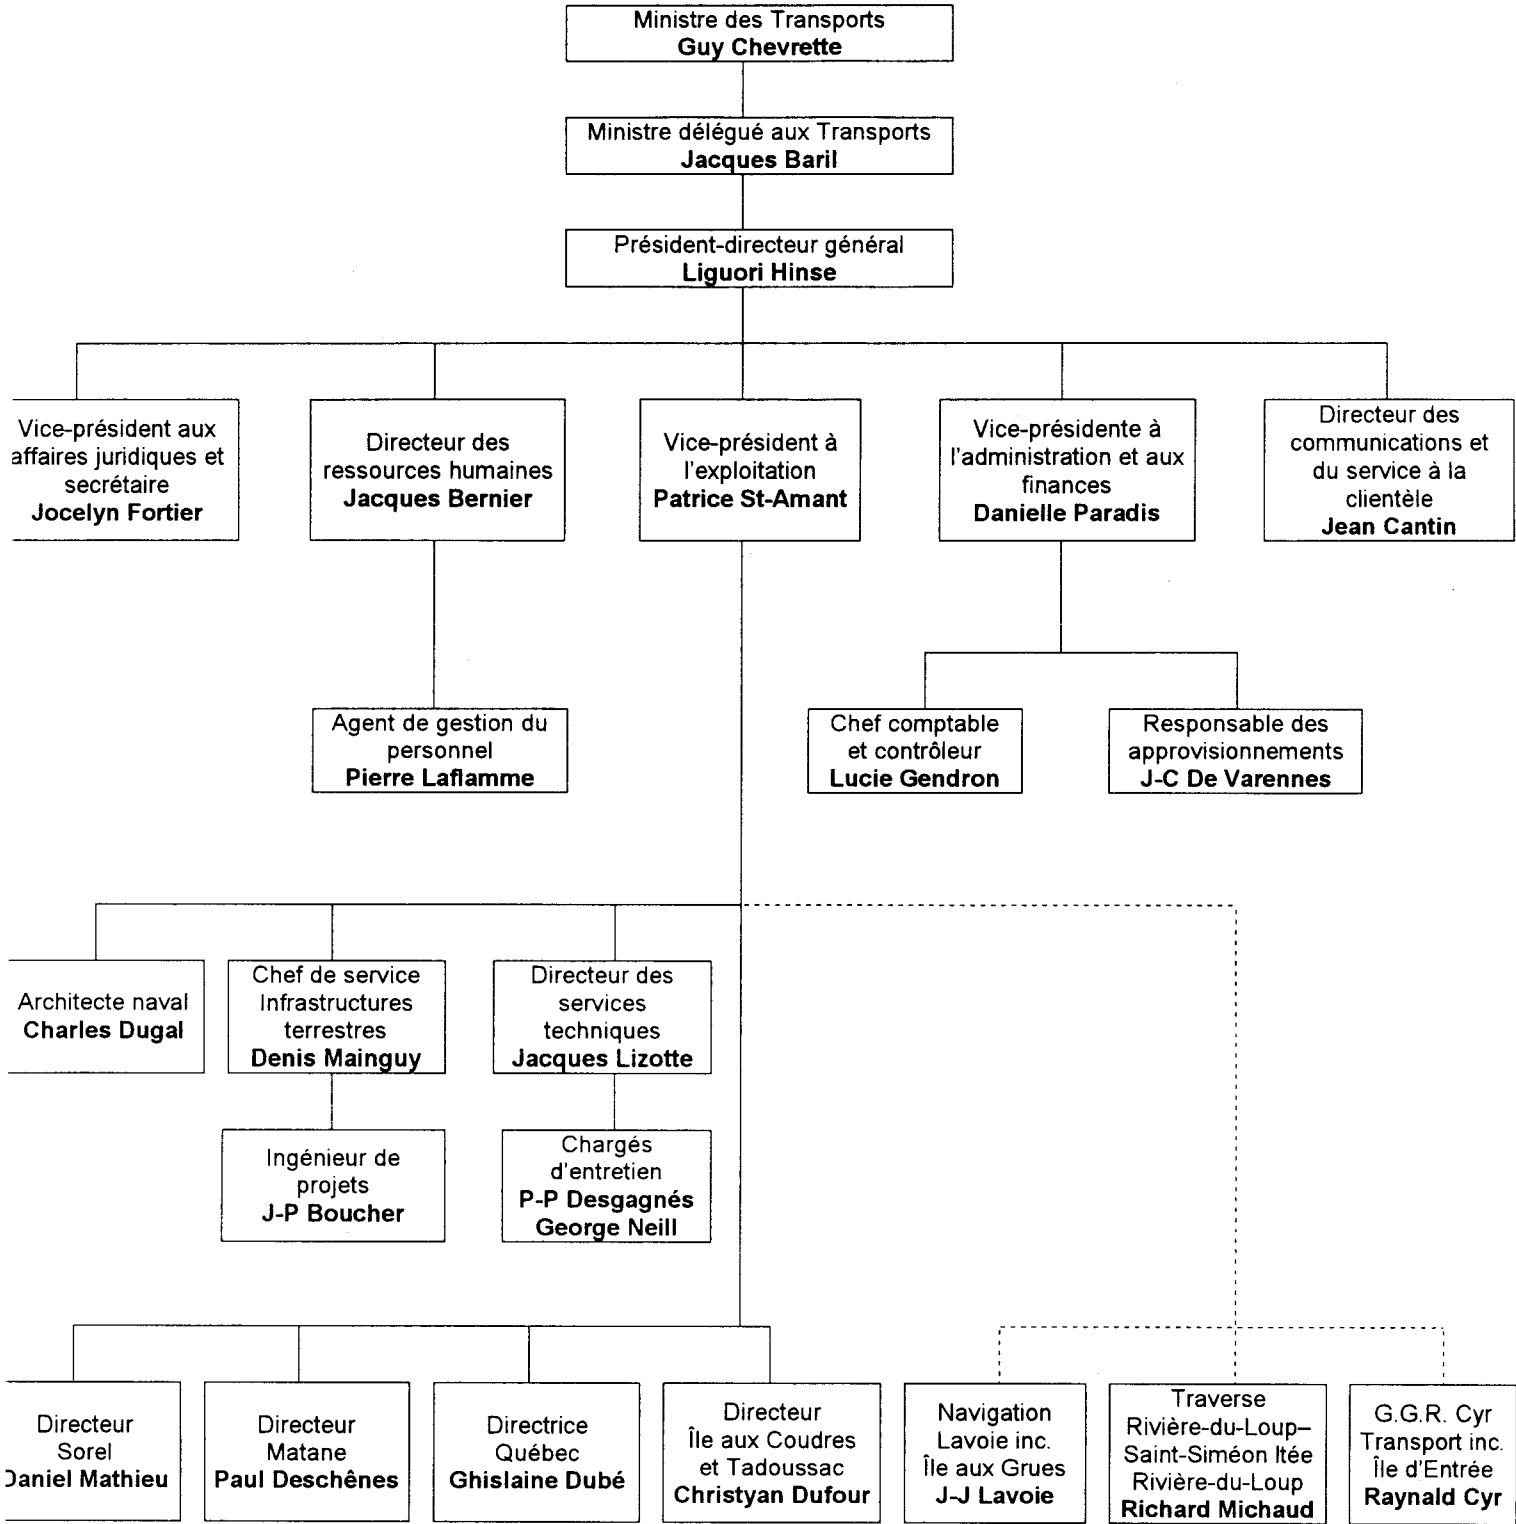 Ministre des Transports
Guy Chevrette
Ministre délégué aux Transports
Jacques Baril
Président-directeur général
Liguori Hinse
Vice-président aux
affaires juridiques et
secrétaire
Jocelyn Fortier
Directeur des
ressources humaines
Jacques Bernier
Vice-président à
l'exploitation
Patrice St-Amant
Vice-présidente à
l'administration et aux
finances
Danielle Paradis
Directeur des
communications et
du service à la
clientèle
Jean Cantin
Agent de gestion du
personnel
Pierre Laflamme
Chef comptable
et contrôleur
Lucie Gendron
Responsable des
approvisionnements
J-C De Varennes
Architecte naval
Charles Dugal
Chef de service
Infrastructures
terrestres
Denis Mainguy
Directeur des
services
techniques
Jacques Lizotte
Ingénieur de
projets
J-P Boucher
Chargés
d'entretien
P-P Desgagnés
George Neill
Directeur
Sorel
Daniel Mathieu
Directeur
Matane
Paul Deschênes
Directrice
Québec
Ghislaine Dubé
Directeur
Île aux Coudres
et Tadoussac
Christyan Dufour
Navigation
Lavoie inc.
Île aux Grues
J-J Lavoie
Traverse
Rivière-du-Loup–
Saint-Siméon ltée
Rivière-du-Loup
Richard Michaud
G.G.R. Cyr
Transport inc.
Île d'Entrée
Raynald Cyr